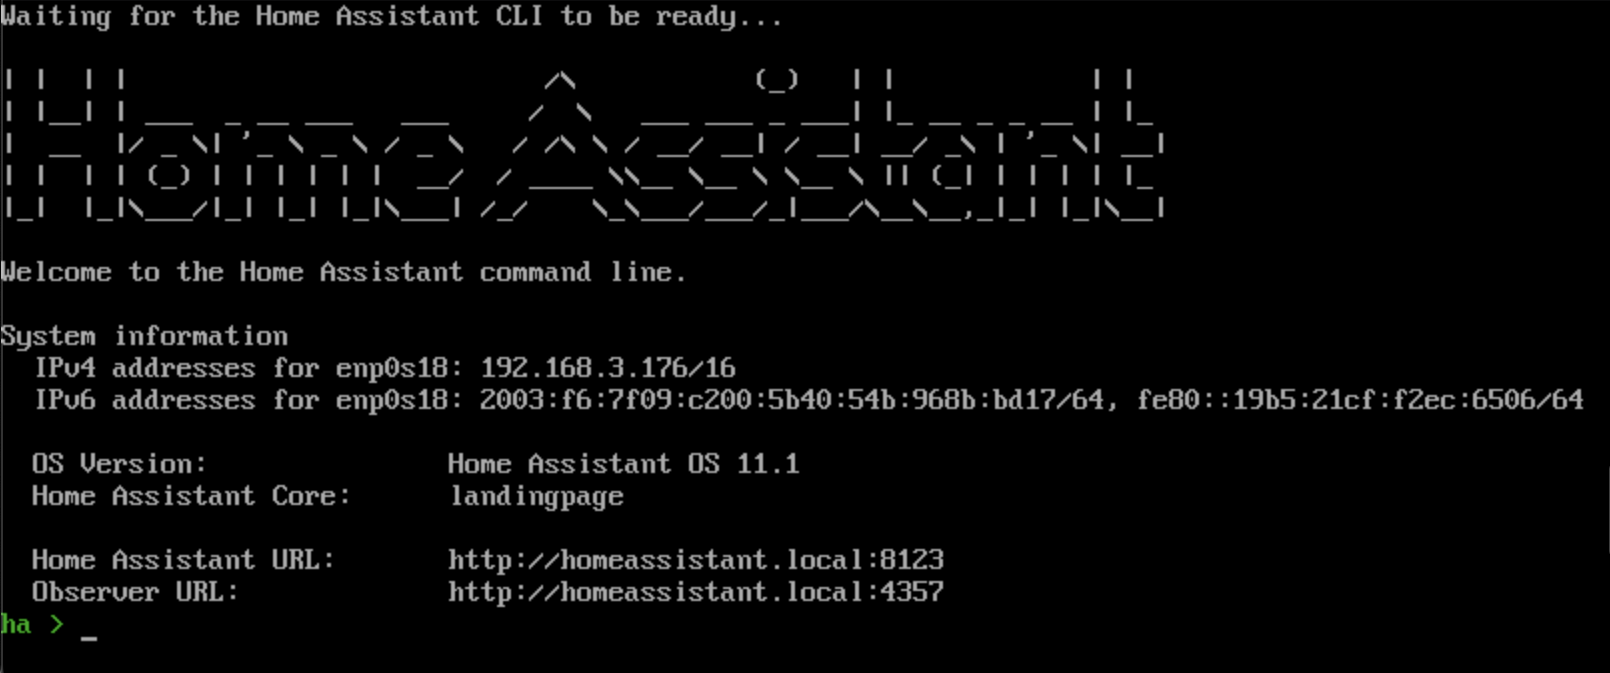 Waiting for the Home Assistant CLI to be ready...
Home Assistant
Welcome to the Home Assistant command line.
System information
IPv4 addresses for enp0s18: 192.168.3.176/16
IPv6 addresses for enp0s18: 2003:f6:7f09:c200:5b40:54b:968b:bd17/64, fe80::19b5:21cf:f2ec:6506/64
OS Version: Home Assistant OS 11.1
Home Assistant Core: landingpage
Home Assistant URL: http://homeassistant.local:8123
Observer URL: http://homeassistant.local:4357
ha > _